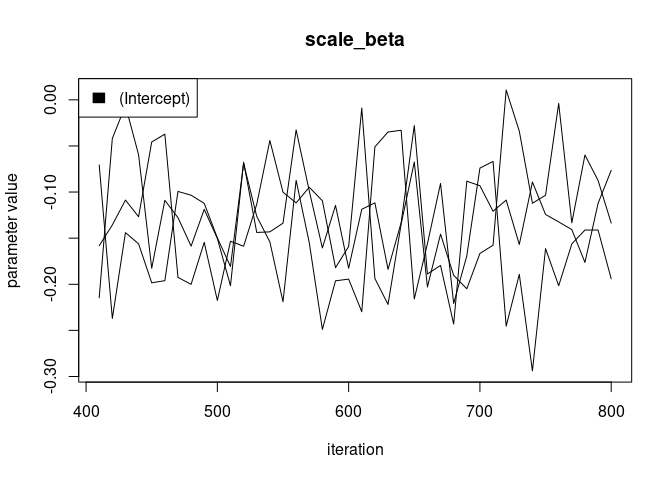 scale_beta
(Intercept)
parameter value
0.00
-0.10
-0.20
-0.30
400 500 600 700 800
iteration